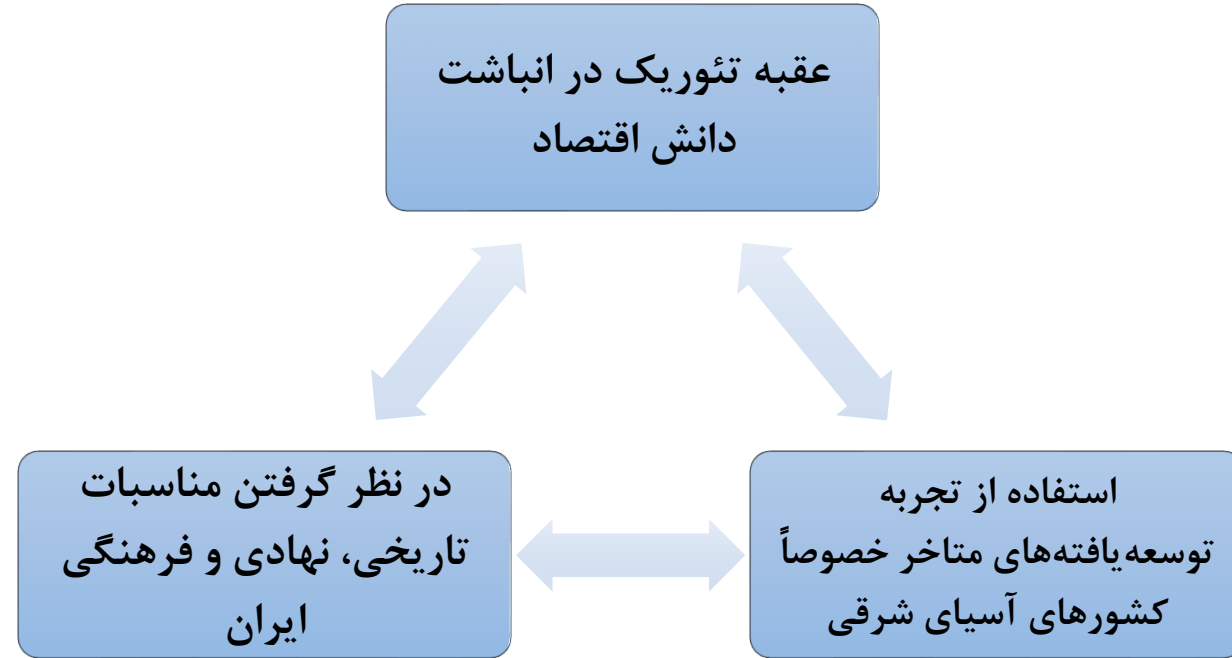 عقبه تئوریک در انباشت
دانش اقتصاد
استفاده از تجربه
توسعه‌یافته‌های متاخر خصوصاً
کشورهای آسیای شرقی
در نظر گرفتن مناسبات
تاریخی، نهادی و فرهنگی
ایران